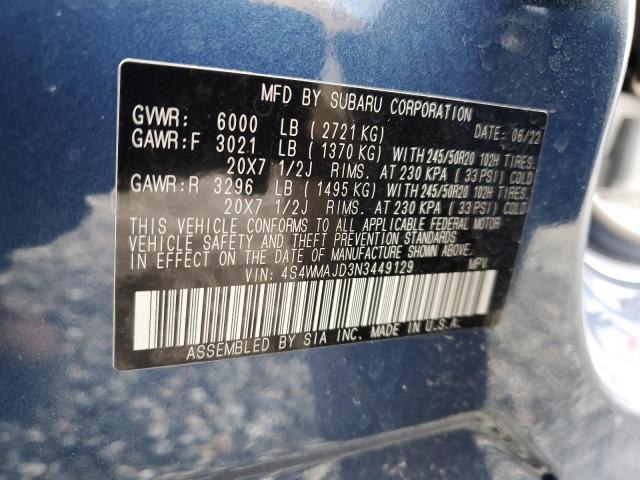 MFD BY SUBARU CORPORATION
GVWR: 6000 LB ( 2721 KG) DATE: 06/22
GAWR:F 3021 LB ( 1370 KG) WITH 245/50R20 102H TIRES,
20X7 1/2J RIMS. AT 230 KPA ( 33 PSI) COLD
GAWR:R 3296 LB ( 1495 KG) WITH 245/50R20 102H TIRES,
20X7 1/2J RIMS. AT 230 KPA ( 33 PSI) COLD
THIS VEHICLE CONFORMS TO ALL APPLICABLE FEDERAL MOTOR
VEHICLE SAFETY AND THEFT PREVENTION STANDARDS
IN EFFECT ON THE DATE OF MANUFACTURE SHOWN ABOVE.
VIN: 4S4WMAJD3N3449129 MPV
ASSEMBLED BY SIA INC. MADE IN U.S.A.